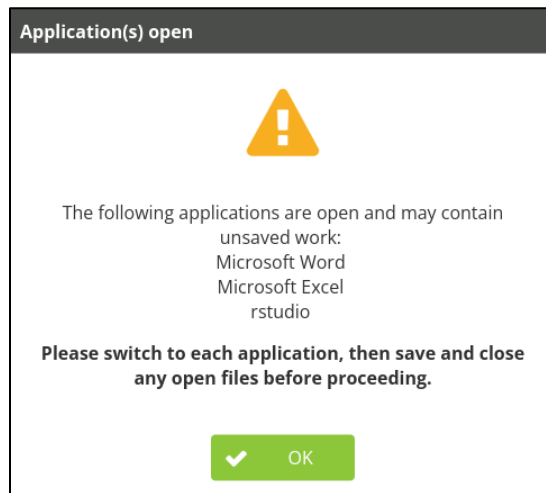 Application(s) open
The following applications are open and may contain
unsaved work:
Microsoft Word
Microsoft Excel
rstudio
Please switch to each application, then save and close
any open files before proceeding.
OK